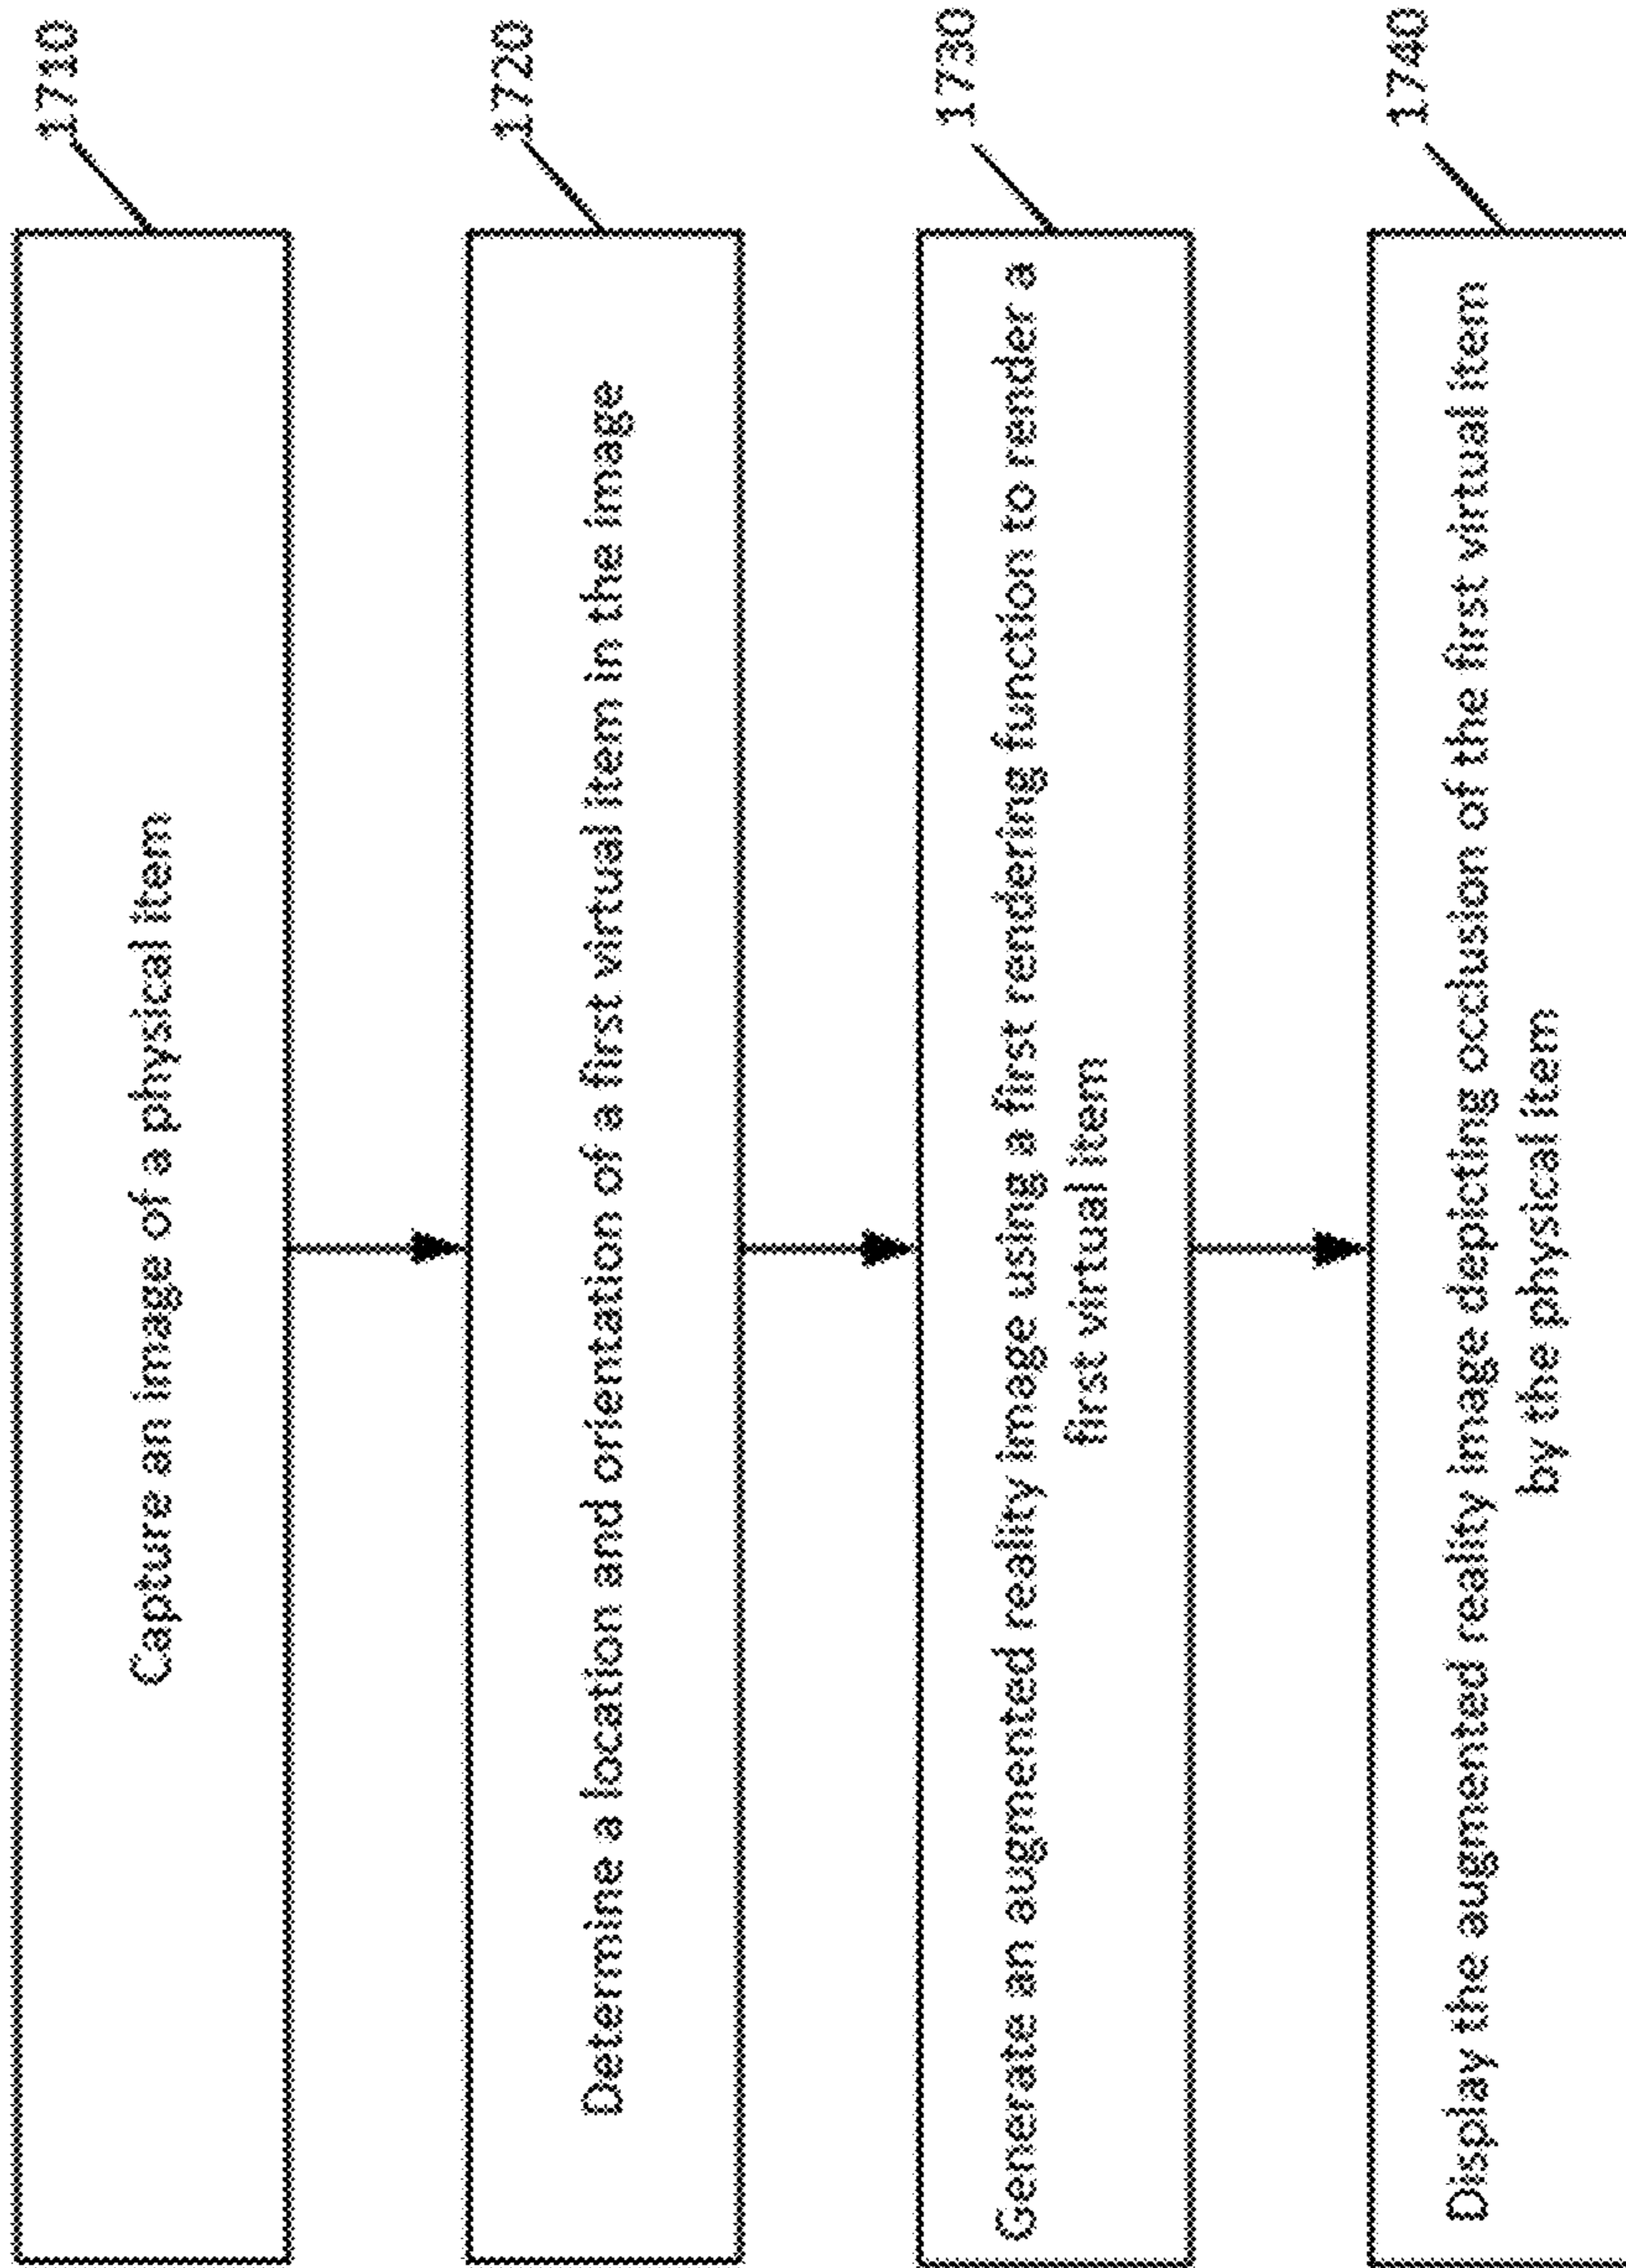 1710
Capture an image of a physical item
1720
Determine a location and orientation of a first virtual item in the image
1730
Generate an augmented reality image using a first rendering function to render a
first virtual item
1740
Display the augmented reality image depicting occlusion of the first virtual item
by the physical item